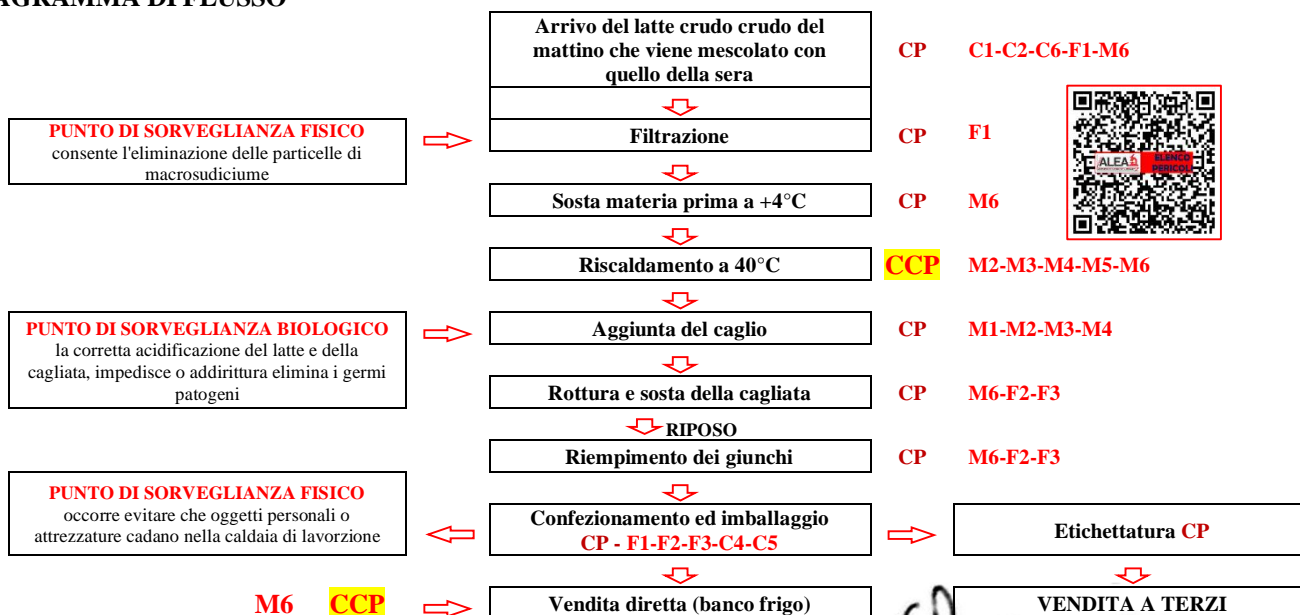 DIAGRAMMA DI FLUSSO
Arrivo del latte crudo crudo del
mattino che viene mescolato con
quello della sera
CP C1-C2-C6-F1-M6
PUNTO DI SORVEGLIANZA FISICO
consente l'eliminazione delle particelle di
macrosudiciume
Filtrazione
CP F1
ALEA ELENCO
PERICOLI
Sosta materia prima a +4°C
CP M6
Riscaldamento a 40°C
CCP M2-M3-M4-M5-M6
PUNTO DI SORVEGLIANZA BIOLOGICO
la corretta acidificazione del latte e della
cagliata, impedisce o addirittura elimina i germi
patogeni
Aggiunta del caglio
CP M1-M2-M3-M4
Rottura e sosta della cagliata
CP M6-F2-F3
RIPOSO
Riempimento dei giunchi
CP M6-F2-F3
PUNTO DI SORVEGLIANZA FISICO
occorre evitare che oggetti personali o
attrezzature cadano nella caldaia di lavorzione
Confezionamento ed imballaggio
CP - F1-F2-F3-C4-C5
Etichettatura CP
M6 CCP
Vendita diretta (banco frigo)
VENDITA A TERZI